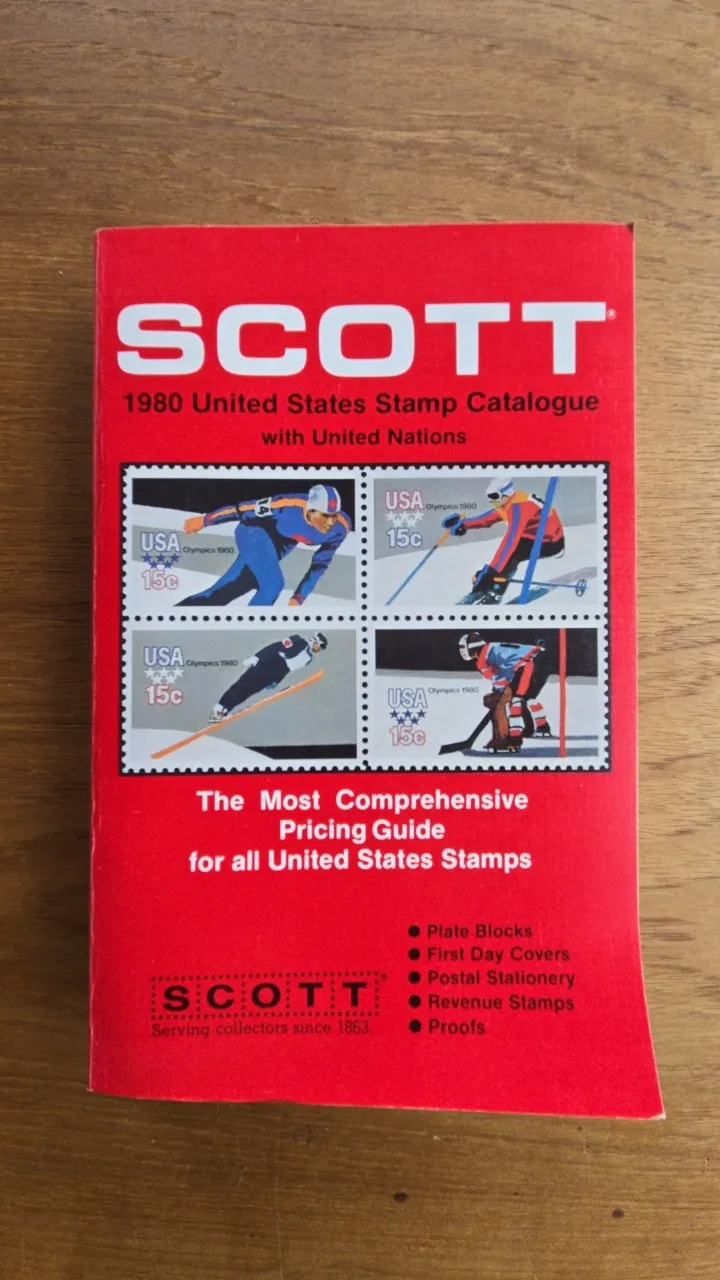 SCOTT®
1980 United States Stamp Catalogue
with United Nations
USA
Olympics 1980
15c
14
USA
Olympics 1980
15c
USA
Olympics 1980
15c
USA
Olympics 1980
15c
The Most Comprehensive
Pricing Guide
for all United States Stamps
● Plate Blocks
● First Day Covers
● Postal Stationery
● Revenue Stamps
● Proofs
SCOTT®
Serving collectors since 1863.